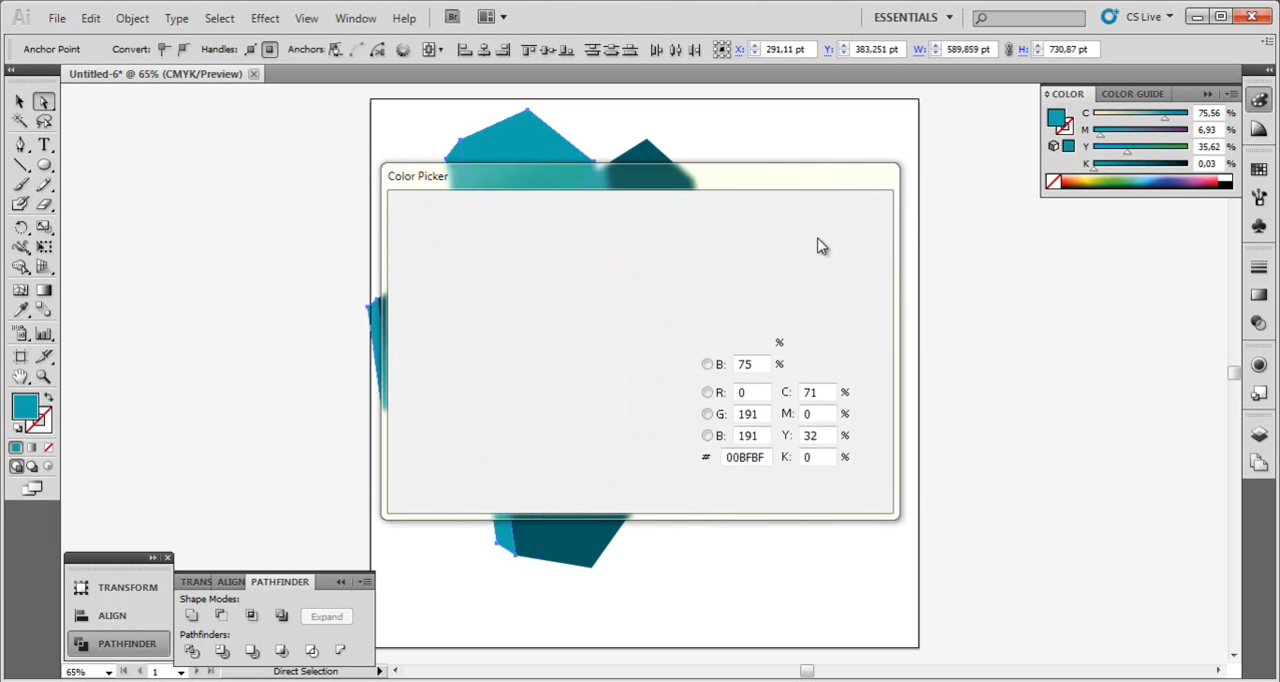 Ai File Edit Object Type Select Effect View Window Help Br ESSENTIALS CS Live
Anchor Point Convert: Handles: Anchors: X: 291,11 pt Y: 383,251 pt W: 589,859 pt H: 730,87 pt
Untitled-6* @ 65% (CMYK/Preview)
COLOR COLOR GUIDE
C 75,56 %
M 6,93 %
Y 35,62 %
K 0,03 %
Color Picker
%
B: 75 %
R: 0 C: 71 %
G: 191 M: 0 %
B: 191 Y: 32 %
# 00BFBF K: 0 %
T
TRANSFORM
ALIGN
PATHFINDER
TRANS ALIGN PATHFINDER
Shape Modes:
Expand
Pathfinders:
65% 1 Direct Selection